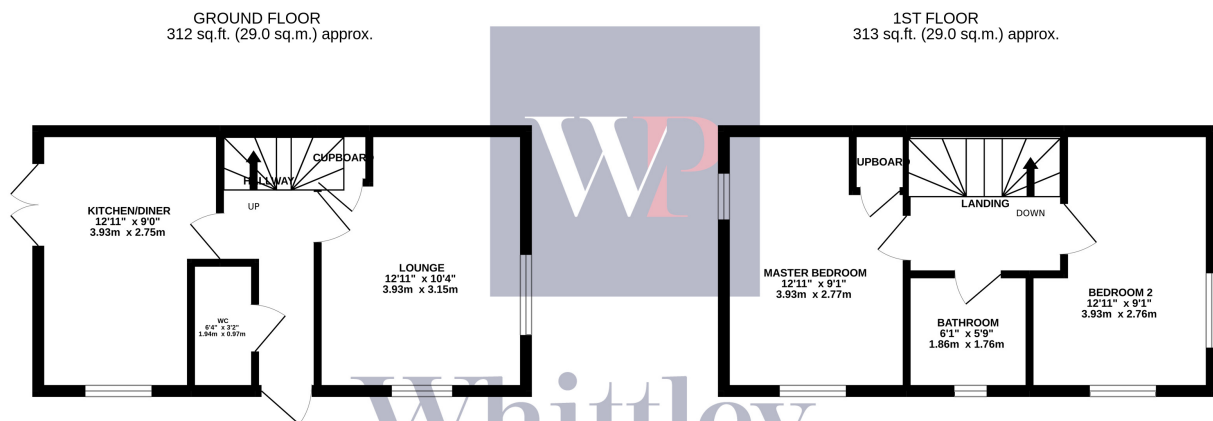 GROUND FLOOR
312 sq.ft. (29.0 sq.m.) approx.
1ST FLOOR
313 sq.ft. (29.0 sq.m.) approx.
WP
CUPBOARD
HALLWAY
UP
KITCHEN/DINER
12'11" x 9'0"
3.93m x 2.75m
LOUNGE
12'11" x 10'4"
3.93m x 3.15m
WC
6'4" x 3'2"
1.94m x 0.97m
CUPBOARD
LANDING
DOWN
MASTER BEDROOM
12'11" x 9'1"
3.93m x 2.77m
BEDROOM 2
12'11" x 9'1"
3.93m x 2.76m
BATHROOM
6'1" x 5'9"
1.86m x 1.76m
Whittley